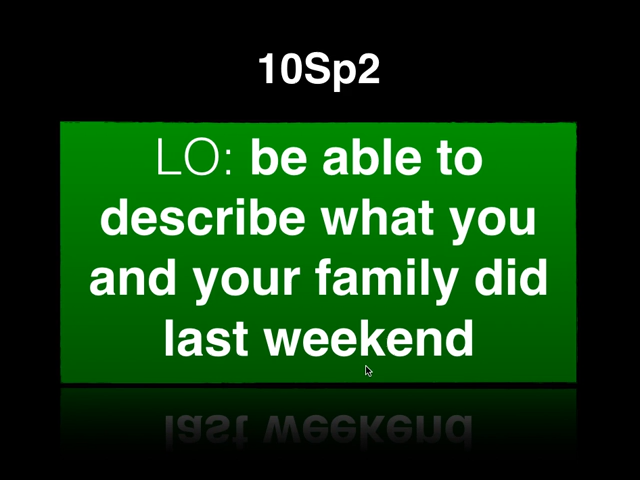 10Sp2
LO: be able to
describe what you
and your family did
last weekend